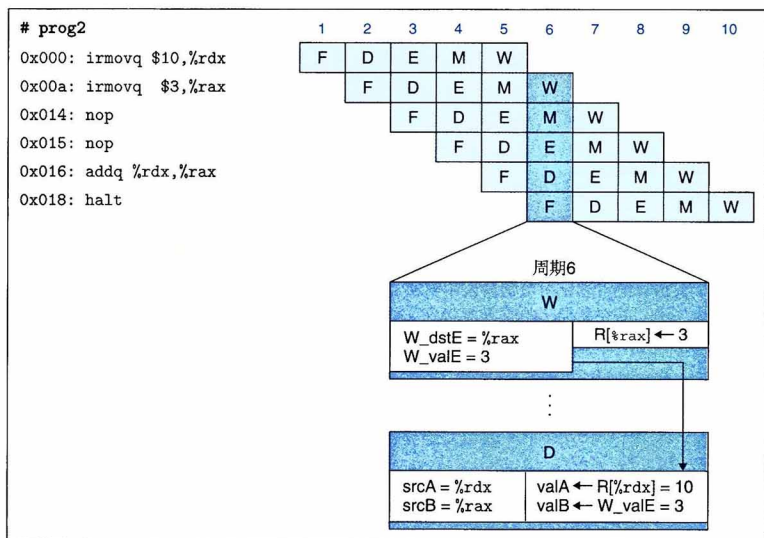 # prog2
1 2 3 4 5 6 7 8 9 10
0x000: irmovq $10,%rdx F D E M W
0x00a: irmovq $3,%rax F D E M W
0x014: nop F D E M W
0x015: nop F D E M W
0x016: addq %rdx,%rax F D E M W
0x018: halt F D E M W
周期6
W
W_dstE = %rax R[%rax] ← 3
W_valE = 3
D
srcA = %rdx valA ← R[%rdx] = 10
srcB = %rax valB ← W_valE = 3